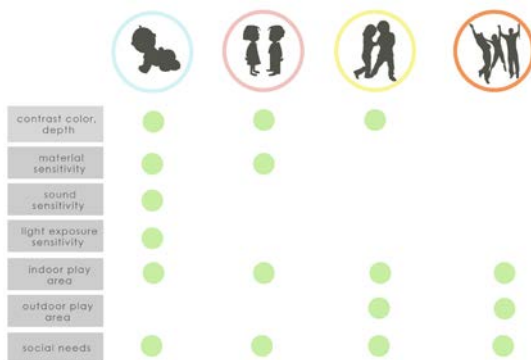 contrast color,
depth
material
sensitivity
sound
sensitivity
light exposure
sensitivity
indoor play
area
outdoor play
area
social needs